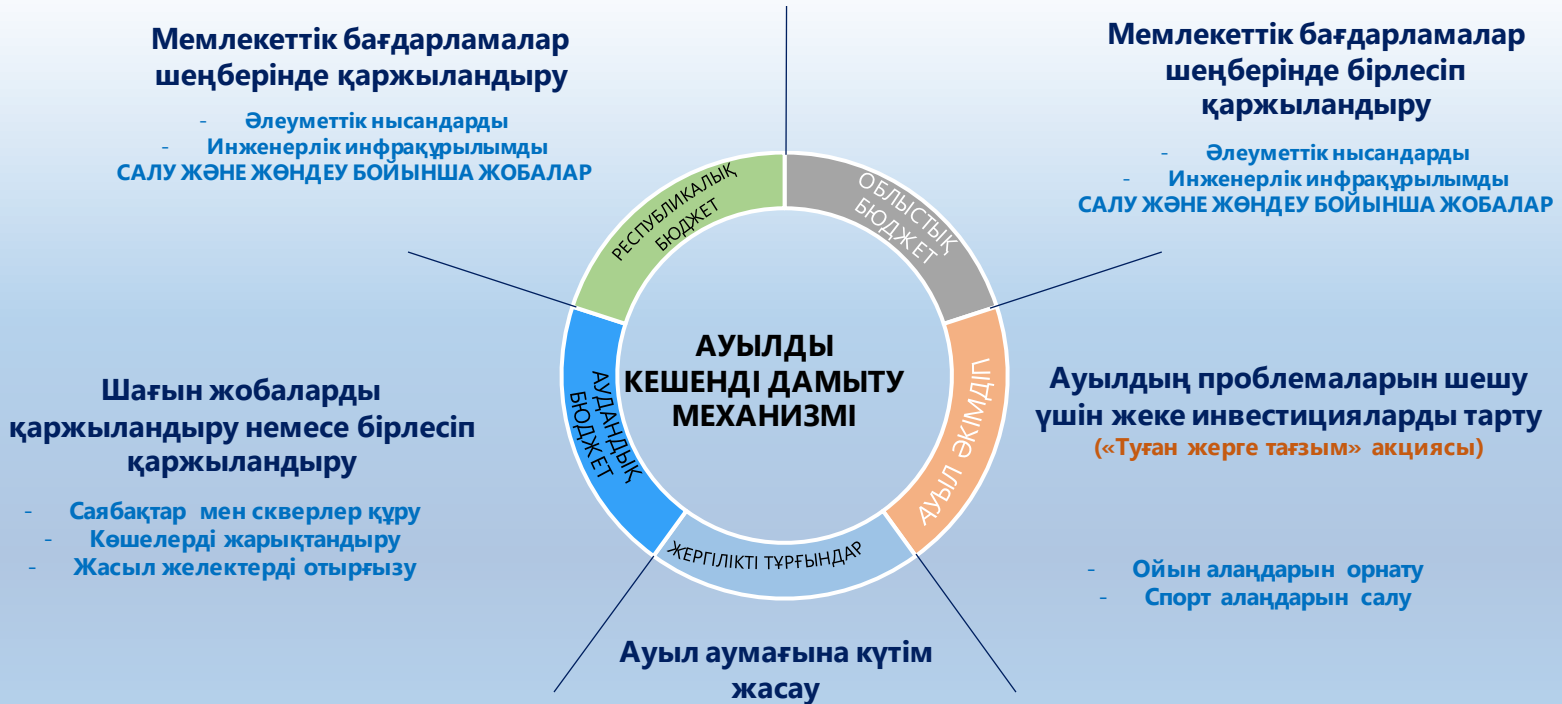 Мемлекеттік бағдарламалар
шеңберінде қаржыландыру
- Әлеуметтік нысандарды
- Инженерлік инфрақұрылымды
САЛУ ЖӘНЕ ЖӨНДЕУ БОЙЫНША ЖОБАЛАР
Мемлекеттік бағдарламалар
шеңберінде бірлесіп
қаржыландыру
- Әлеуметтік нысандарды
- Инженерлік инфрақұрылымды
САЛУ ЖӘНЕ ЖӨНДЕУ БОЙЫНША ЖОБАЛАР
РЕСПУБЛИКАЛЫҚ
БЮДЖЕТ
ОБЛЫСТЫҚ
БЮДЖЕТ
АУЫЛДЫ
КЕШЕНДІ ДАМЫТУ
МЕХАНИЗМІ
АУДАНДЫҚ
БЮДЖЕТ
АУЫЛ ӘКІМДІГІ
ЖЕРГІЛІКТІ ТҰРҒЫНДАР
Шағын жобаларды
қаржыландыру немесе бірлесіп
қаржыландыру
- Саябақтар мен скверлер құру
- Көшелерді жарықтандыру
- Жасыл желектерді отырғызу
Ауылдың проблемаларын шешу
үшін жеке инвестицияларды тарту
(«Туған жерге тағзым» акциясы)
- Ойын алаңдарын орнату
- Спорт алаңдарын салу
Ауыл аумағына күтім
жасау